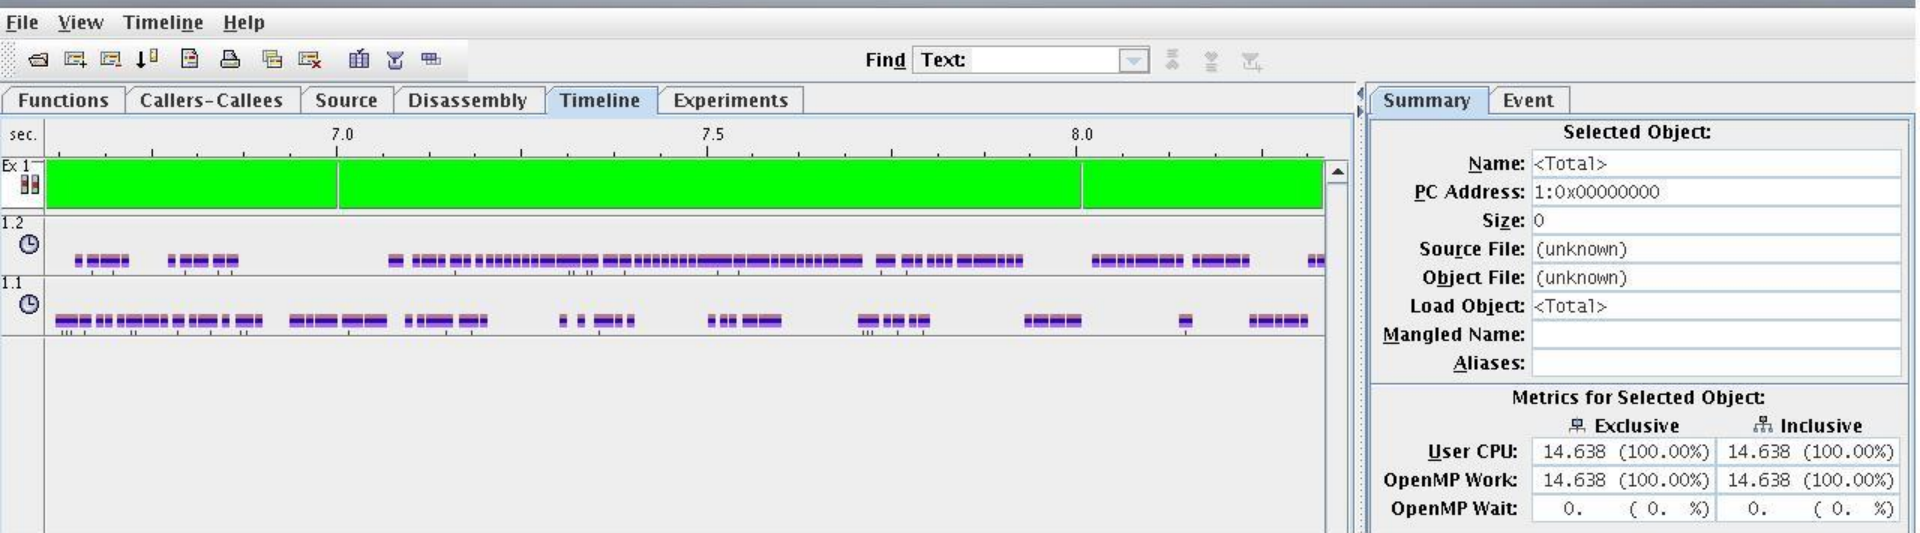 File View Timeline Help
Find Text:
Functions Callers-Callees Source Disassembly Timeline Experiments
Summary Event
sec. 7.0 7.5 8.0
Ex 1
1.2
1.1
Selected Object:
Name: <Total>
PC Address: 1:0x00000000
Size: 0
Source File: (unknown)
Object File: (unknown)
Load Object: <Total>
Mangled Name:
Aliases:
Metrics for Selected Object:
Exclusive Inclusive
User CPU: 14.638 (100.00%) 14.638 (100.00%)
OpenMP Work: 14.638 (100.00%) 14.638 (100.00%)
OpenMP Wait: 0. ( 0. %) 0. ( 0. %)